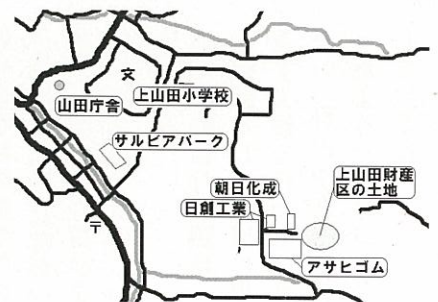 文
山田庁舎
上山田小学校
サルビアパーク
朝日化成
日創工業
上山田財産
区の土地
アサヒゴム
〒